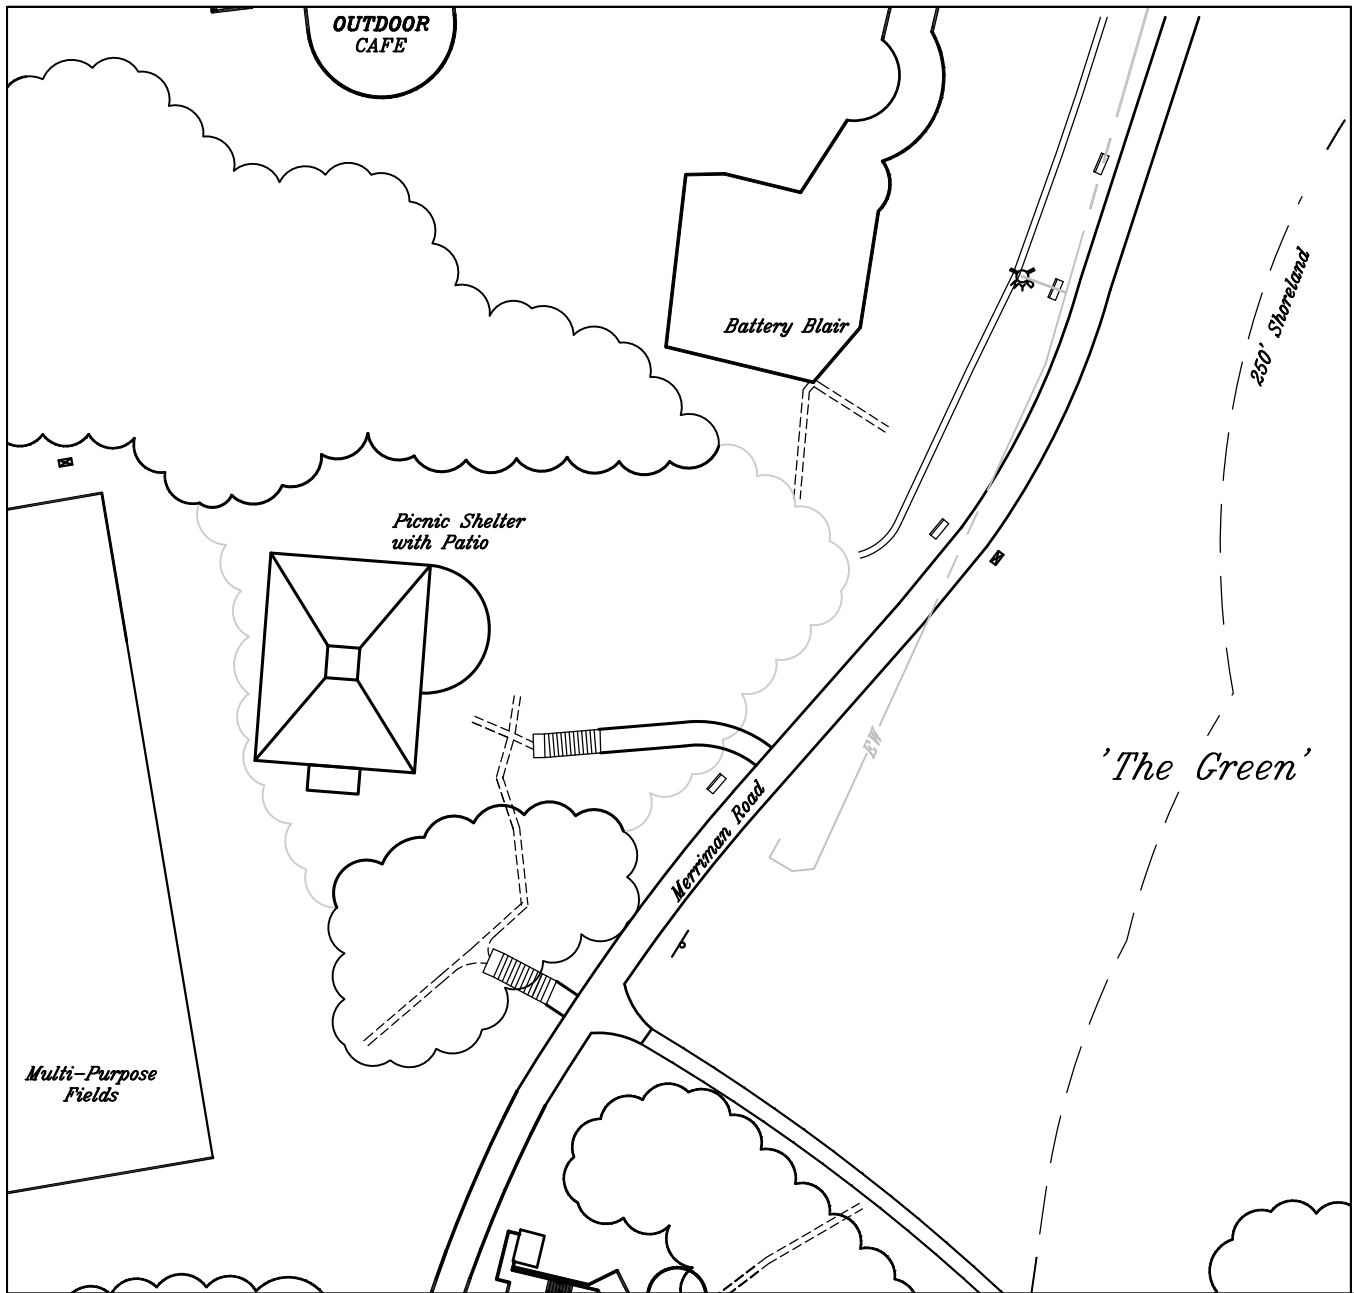 OUTDOOR
CAFE
Battery Blair
250' Shoreland
Picnic Shelter
with Patio
EW
'The Green'
Merriman Road
Multi-Purpose
Fields